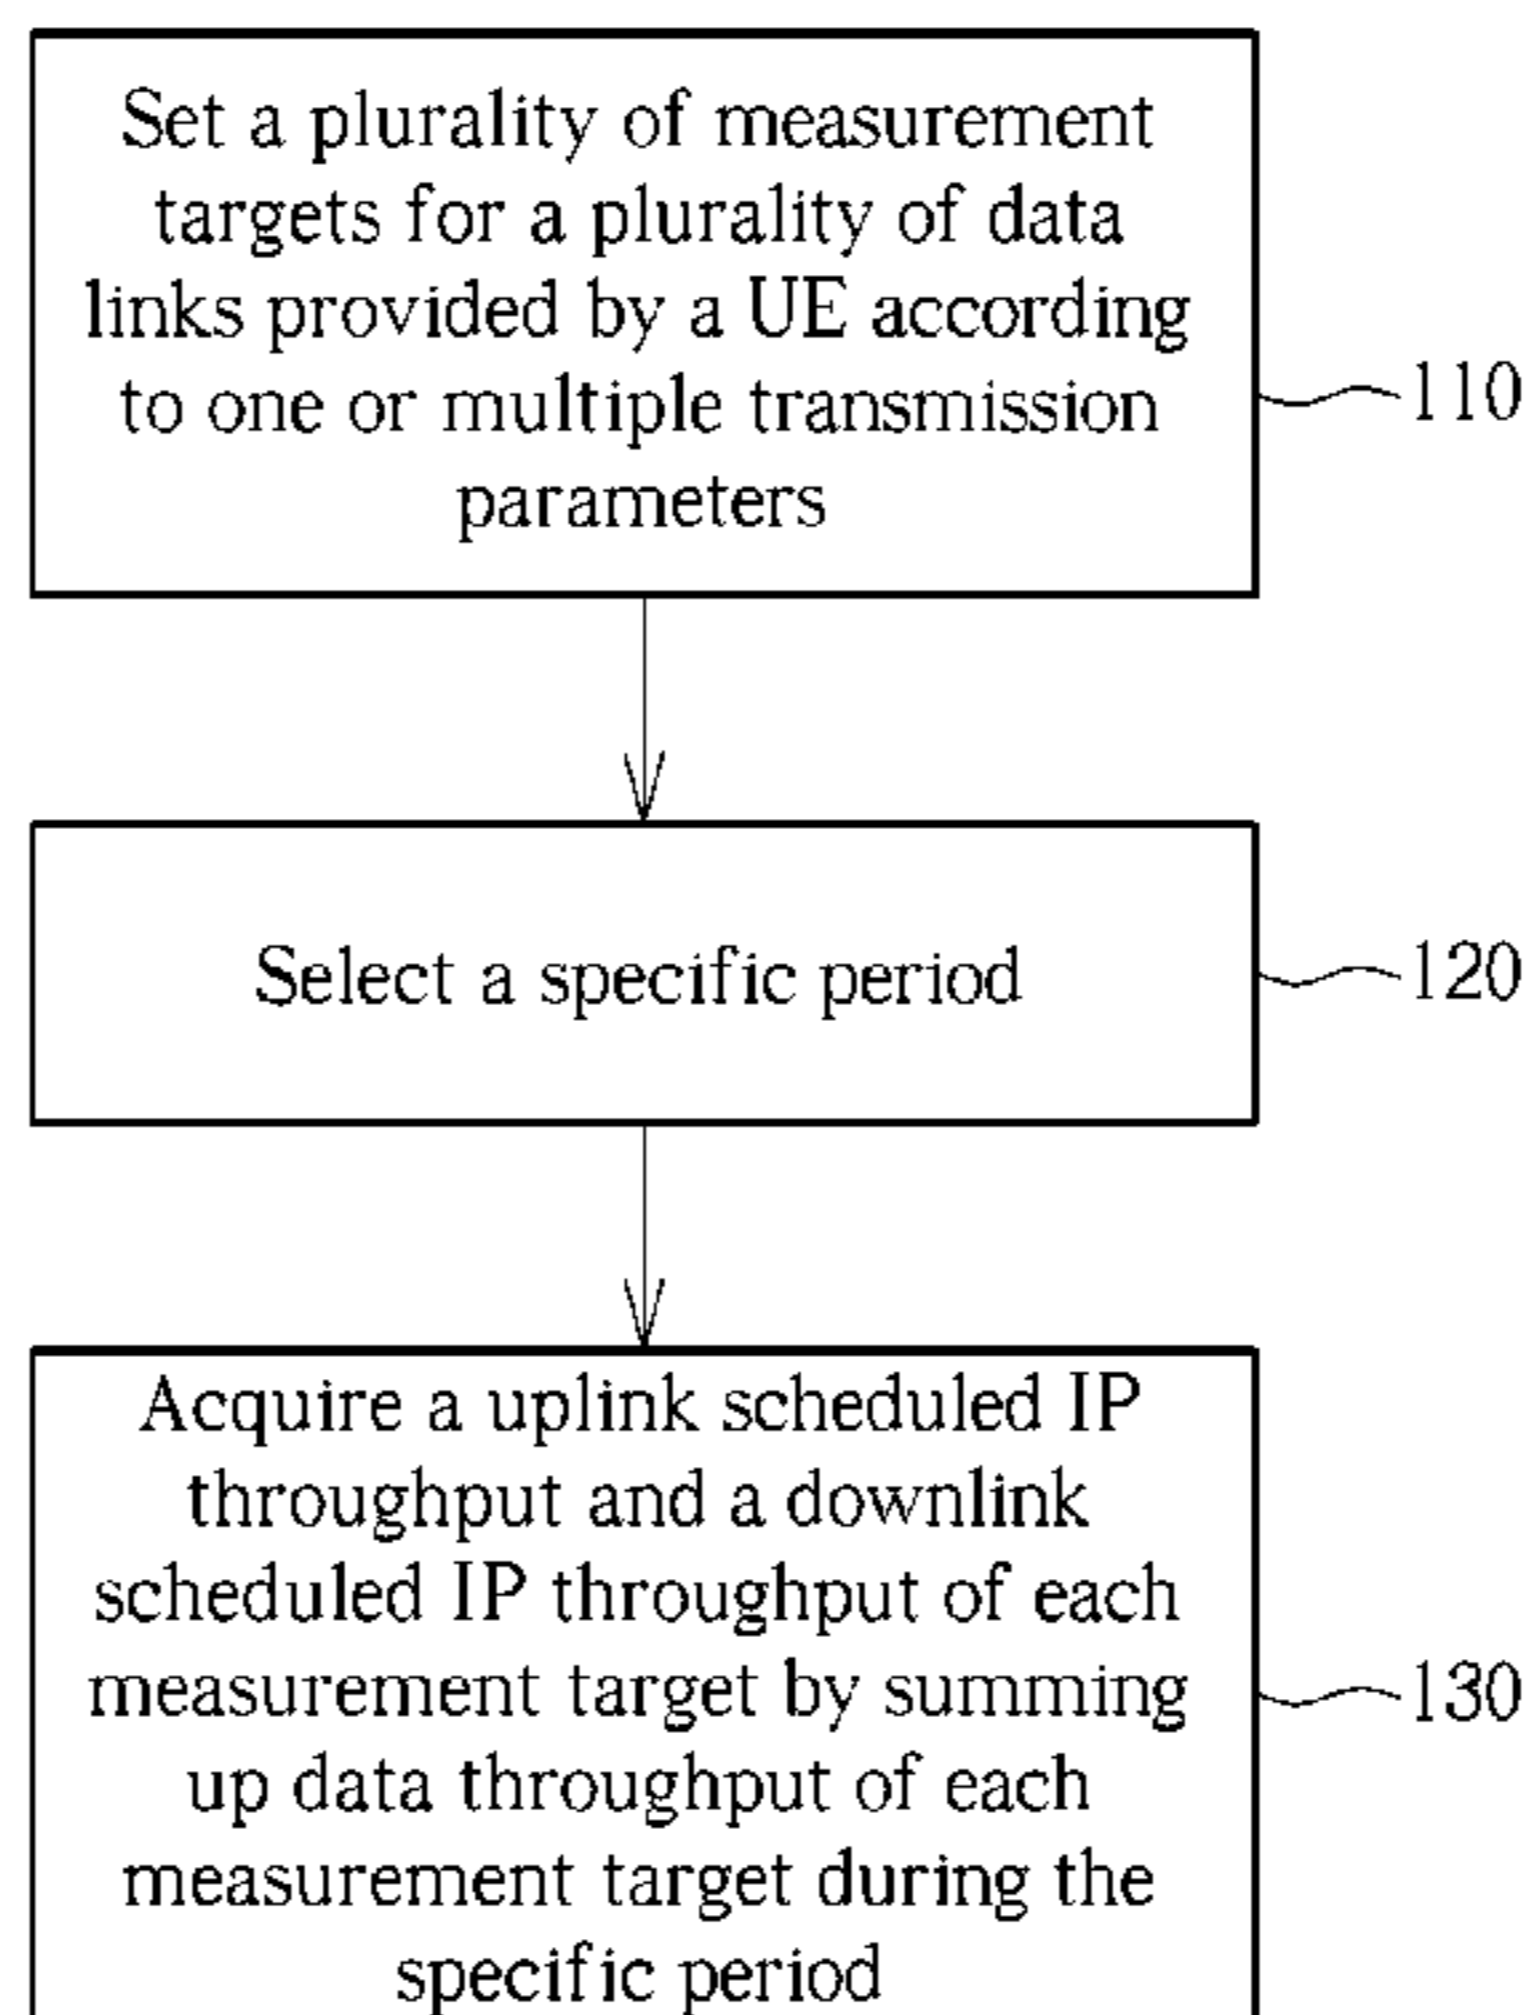 Set a plurality of measurement
targets for a plurality of data
links provided by a UE according
to one or multiple transmission
parameters
110
Select a specific period
120
Acquire a uplink scheduled IP
throughput and a downlink
scheduled IP throughput of each
measurement target by summing
up data throughput of each
measurement target during the
specific period
130